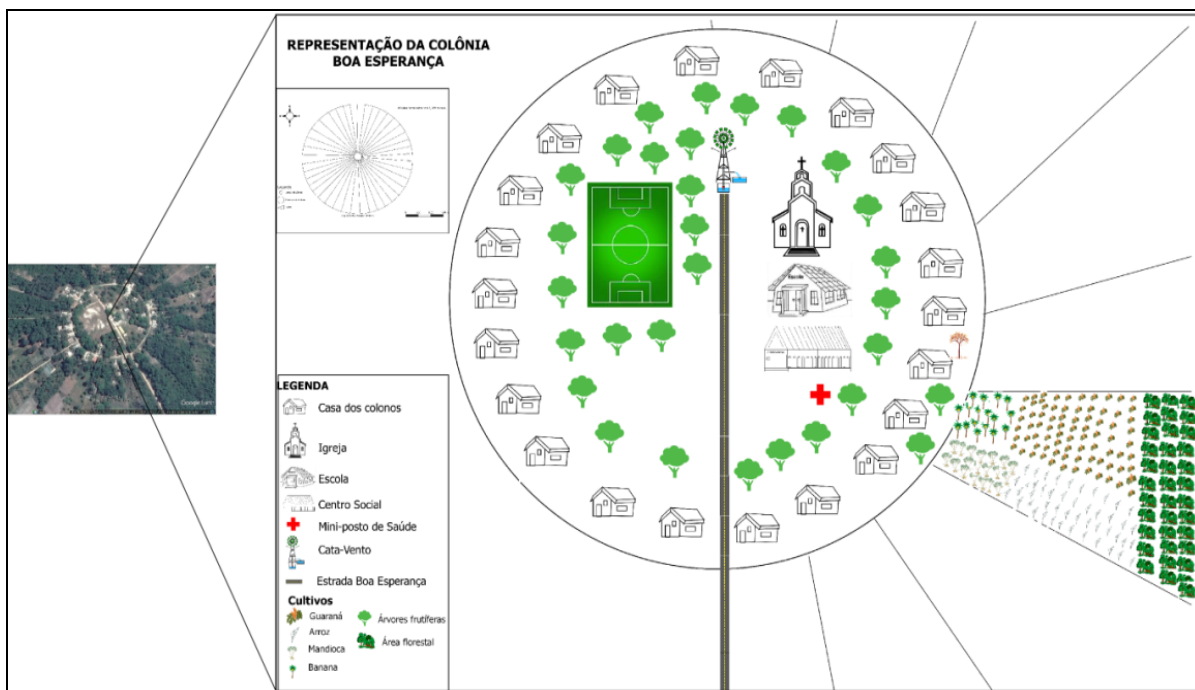 REPRESENTAÇÃO DA COLÔNIA
BOA ESPERANÇA
LEGENDA
Casa dos colonos
Igreja
Escola
Centro Social
Mini-posto de Saúde
Cata-Vento
Estrada Boa Esperança
Cultivos
Guaraná
Árvores frutíferas
Arroz
Área florestal
Mandioca
Banana